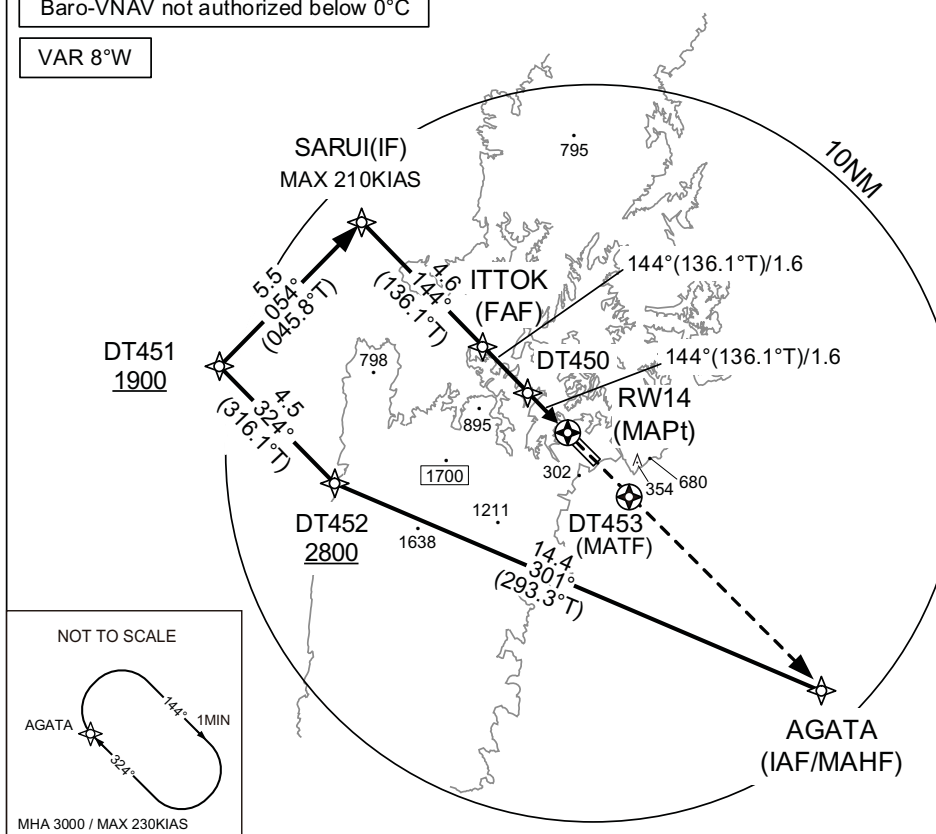 Baro-VNAV not authorized below 0°C
VAR 8°W
10NM
795
SARUI(IF)
MAX 210KIAS
5.5
054°
(045.8°T)
4.6
144°
(136.1°T)
ITTOK
(FAF)
144°(136.1°T)/1.6
DT450
144°(136.1°T)/1.6
RW14
(MAPt)
DT451
1900
798
4.5
324°
(316.1°T)
895
1700
302
354
680
DT453
(MATF)
DT452
2800
1211
1638
14.4
301°
(293.3°T)
AGATA
(IAF/MAHF)
NOT TO SCALE
AGATA
144°
1MIN
324°
MHA 3000 / MAX 230KIAS